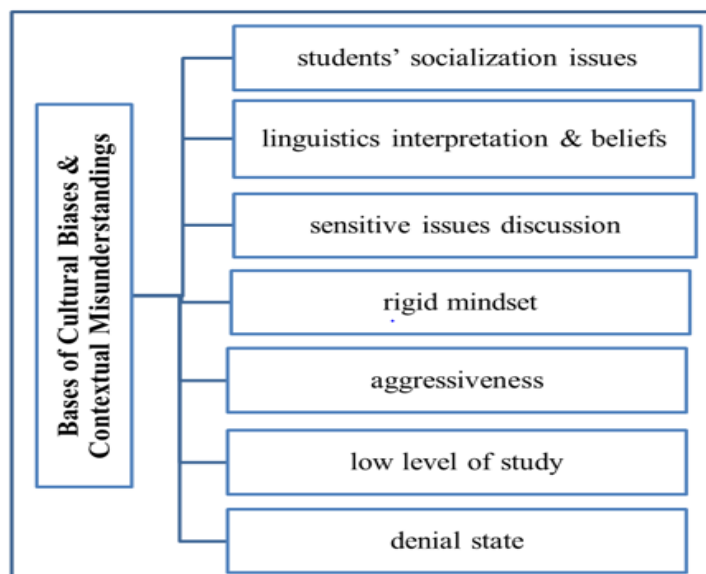 Bases of Cultural Biases &
Contextual Misunderstandings
students’ socialization issues
linguistics interpretation & beliefs
sensitive issues discussion
rigid mindset
aggressiveness
low level of study
denial state